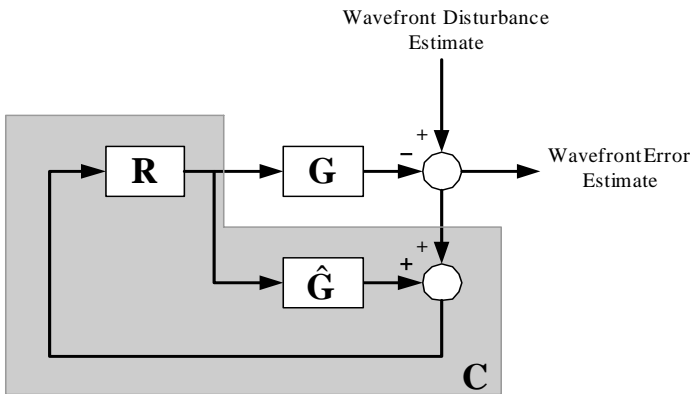 Wavefront Disturbance
Estimate
+
R
G
−
WavefrontError
Estimate
+
+
Ĝ
C